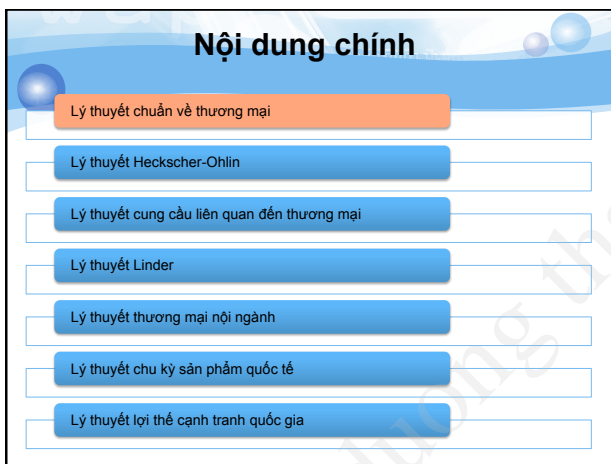 Nội dung chính
Lý thuyết chuẩn về thương mại
Lý thuyết Heckscher-Ohlin
Lý thuyết cung cầu liên quan đến thương mại
Lý thuyết Linder
Lý thuyết thương mại nội ngành
Lý thuyết chu kỳ sản phẩm quốc tế
Lý thuyết lợi thế cạnh tranh quốc gia